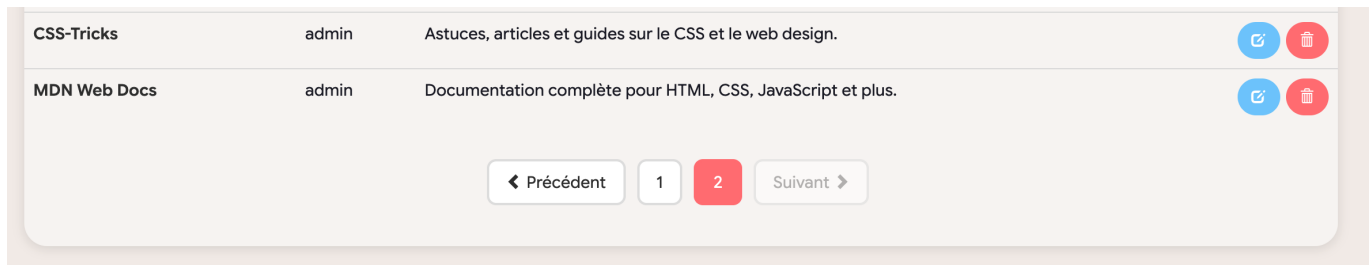 CSS-Tricks admin Astuces, articles et guides sur le CSS et le web design.
MDN Web Docs admin Documentation complète pour HTML, CSS, JavaScript et plus.
Précédent 1 2 Suivant